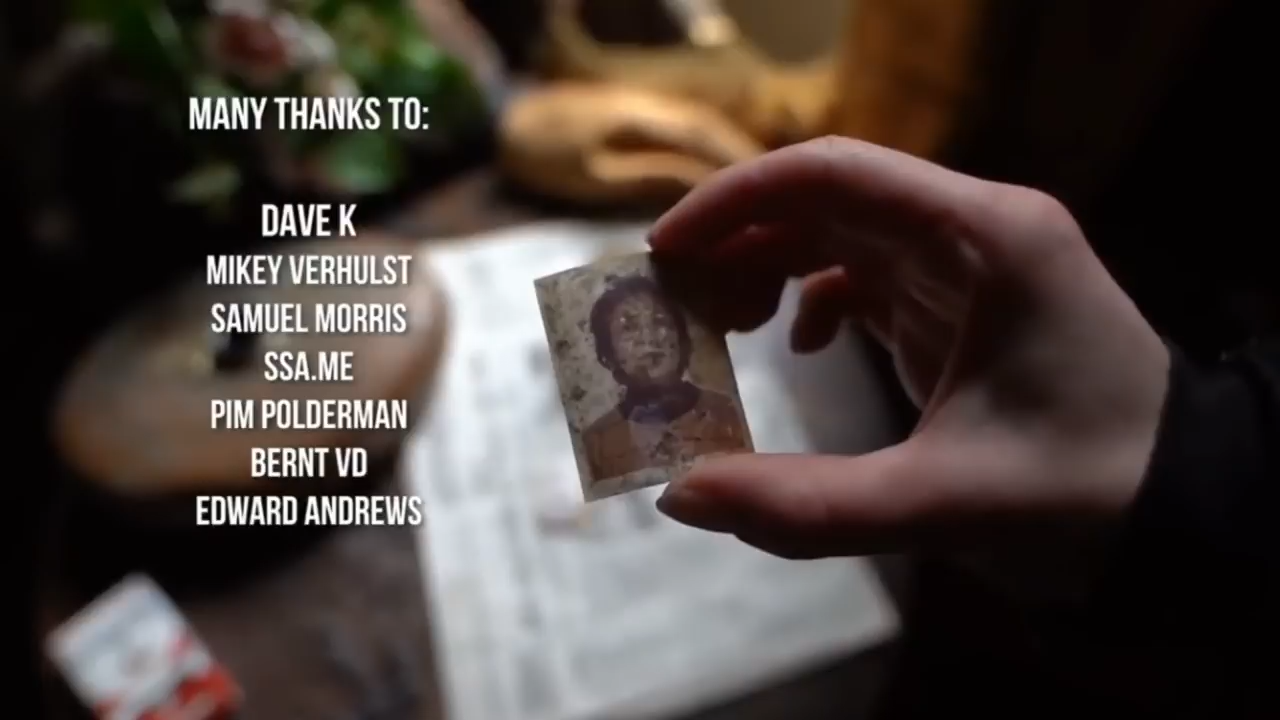 MANY THANKS TO:
DAVE K
MIKEY VERHULST
SAMUEL MORRIS
SSA.ME
PIM POLDERMAN
BERNT VD
EDWARD ANDREWS